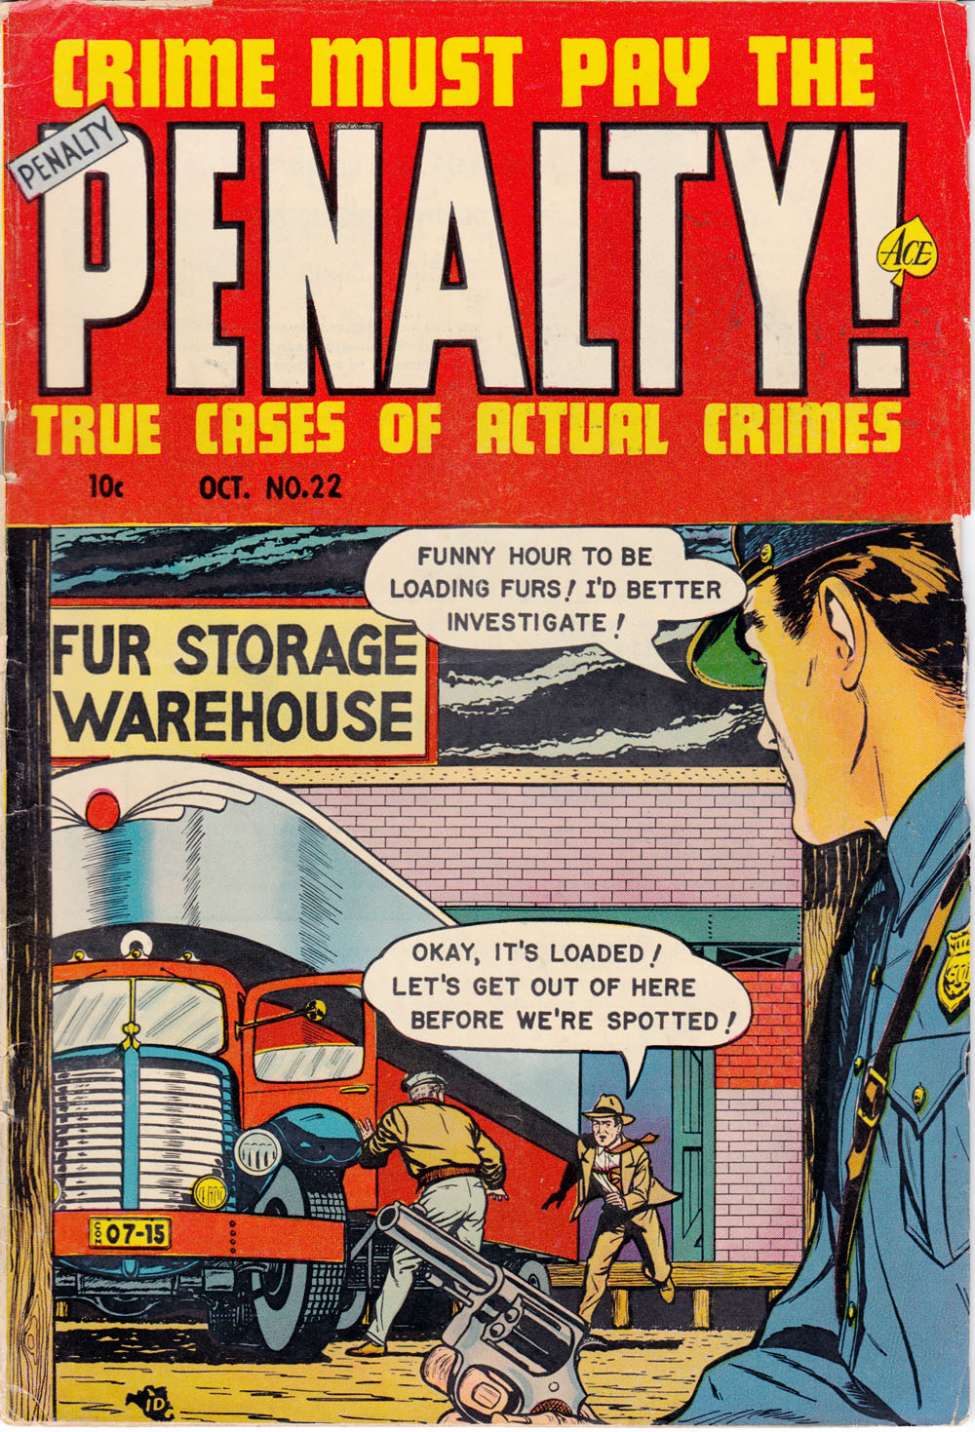 CRIME MUST PAY THE
PENALTY
PENALTY!
ACE
TRUE CASES OF ACTUAL CRIMES
10c OCT. NO.22
FUNNY HOUR TO BE
LOADING FURS! I'D BETTER
INVESTIGATE!
FUR STORAGE
WAREHOUSE
OKAY, IT'S LOADED!
LET'S GET OUT OF HERE
BEFORE WE'RE SPOTTED!
COM 07-15